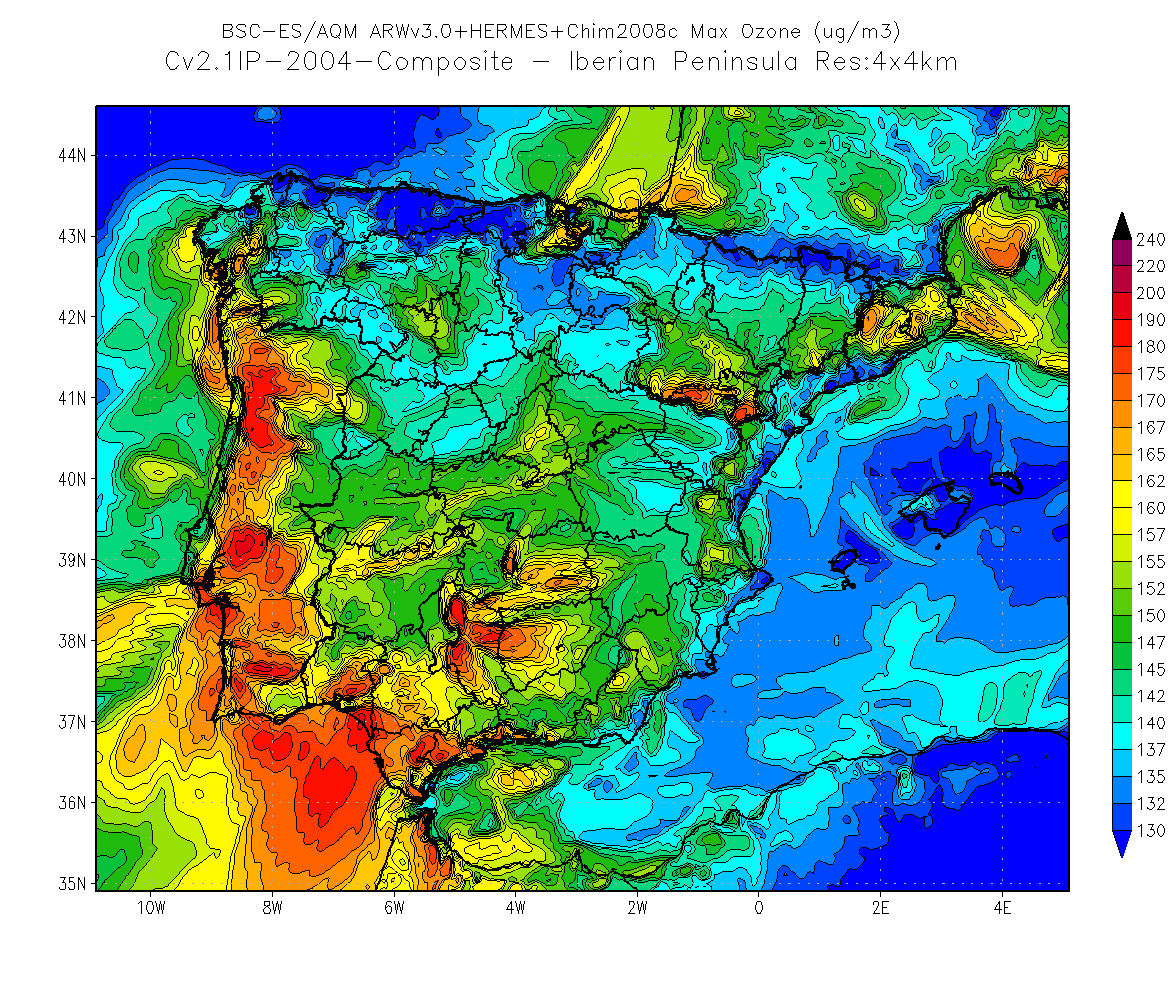 BSC-ES/AQM ARWv3.0+HERMES+Chim2008c Max Ozone (ug/m3)
Cv2.1IP-2004-Composite - Iberian Peninsula Res:4x4km
44N
43N
42N
41N
40N
39N
38N
37N
36N
35N
10W 8W 6W 4W 2W 0 2E 4E
240
220
200
190
180
175
170
167
165
162
160
157
155
152
150
147
145
142
140
137
135
132
130